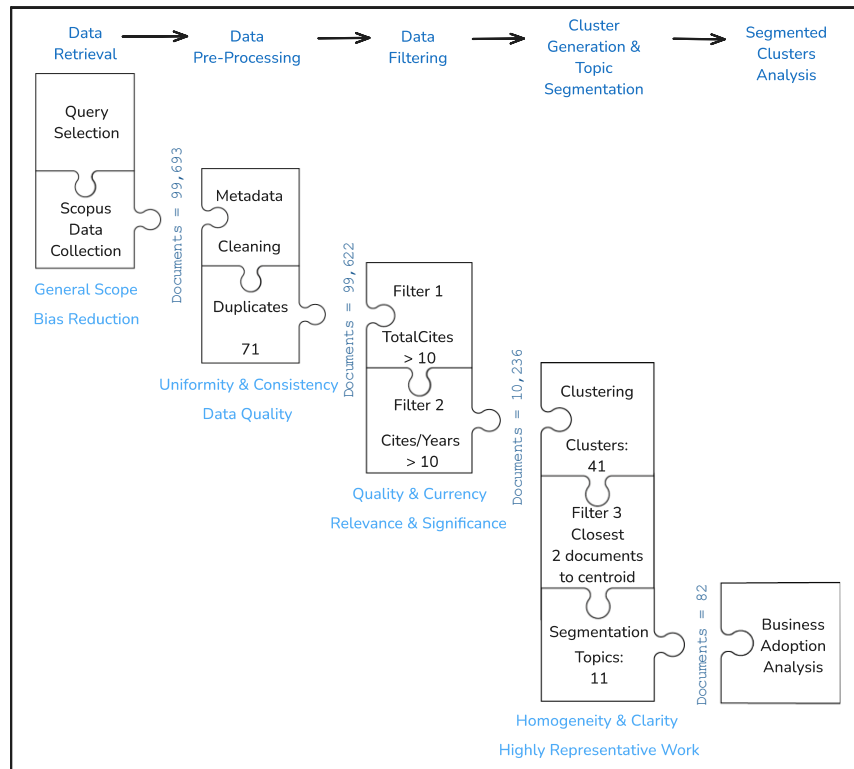 Data
Retrieval
Data
Pre-Processing
Data
Filtering
Cluster
Generation &
Topic
Segmentation
Segmented
Clusters
Analysis
Query
Selection
Scopus
Data
Collection
General Scope
Bias Reduction
Documents = 99,693
Metadata
Cleaning
Duplicates
71
Uniformity & Consistency
Data Quality
Documents = 99,622
Filter 1
TotalCites
> 10
Filter 2
Cites/Years
> 10
Quality & Currency
Relevance & Significance
Documents = 10,236
Clustering
Clusters:
41
Filter 3
Closest
2 documents
to centroid
Segmentation
Topics:
11
Homogeneity & Clarity
Highly Representative Work
Documents = 82
Business
Adoption
Analysis